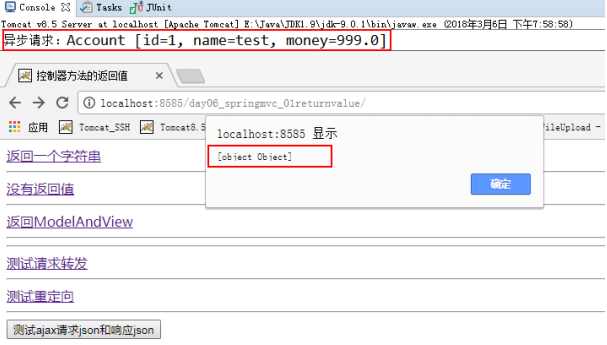 Console Tasks JUnit
Tomcat v8.5 Server at localhost [Apache Tomcat] E:\Java\JDK1.9\jdk-9.0.1\bin\javaw.exe (2018年3月6日 下午7:58:58)
异步请求：Account [id=1, name=test, money=999.0]
控制器方法的返回值
localhost:8585/day06_springmvc_01returnvalue/
应用 Tomcat_SSH Tomcat8.5 FileUpload -
localhost:8585 显示
[object Object]
确定
返回一个字符串
没有返回值
返回ModelAndView
测试请求转发
测试重定向
测试ajax请求json和响应json